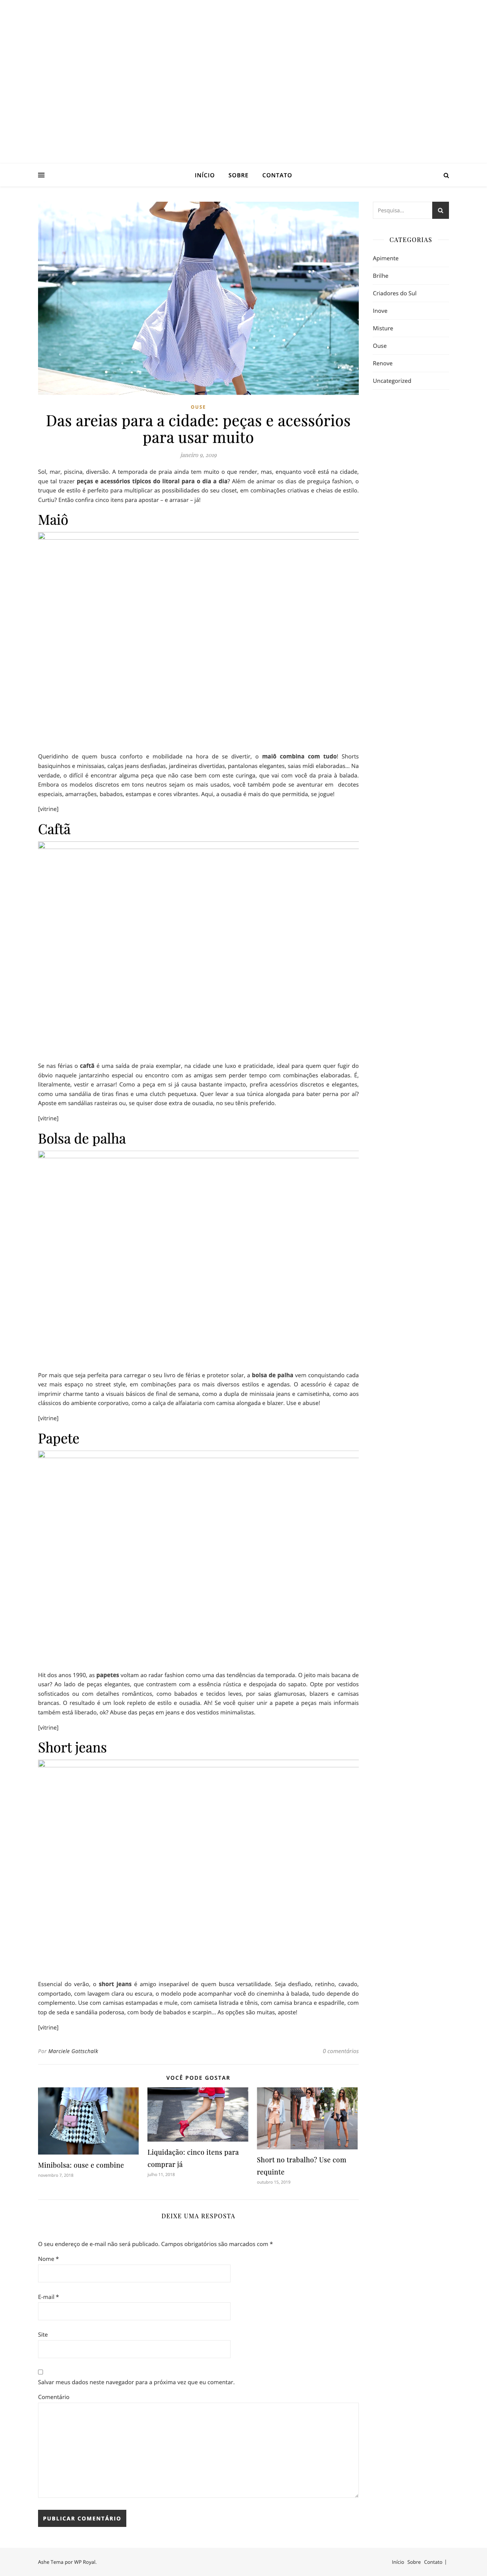 INÍCIO SOBRE CONTATO
OUSE
Das areias para a cidade: peças e acessórios
para usar muito
janeiro 9, 2019
Sol, mar, piscina, diversão. A temporada de praia ainda tem muito o que render, mas, enquanto você está na cidade,
que tal trazer peças e acessórios típicos do litoral para o dia a dia? Além de animar os dias de preguiça fashion, o
truque de estilo é perfeito para multiplicar as possibilidades do seu closet, em combinações criativas e cheias de estilo.
Curtiu? Então confira cinco itens para apostar – e arrasar – já!
Maiô
Queridinho de quem busca conforto e mobilidade na hora de se divertir, o maiô combina com tudo! Shorts
basiquinhos e minissaias, calças jeans desfiadas, jardineiras divertidas, pantalonas elegantes, saias mídi elaboradas... Na
verdade, o difícil é encontrar alguma peça que não case bem com este curinga, que vai com você da praia à balada.
Embora os modelos discretos em tons neutros sejam os mais usados, você também pode se aventurar em decotes
especiais, amarrações, babados, estampas e cores vibrantes. Aqui, a ousadia é mais do que permitida, se jogue!
[vitrine]
Caftã
Se nas férias o caftã é uma saída de praia exemplar, na cidade une luxo e praticidade, ideal para quem quer fugir do
óbvio naquele jantarzinho especial ou encontro com as amigas sem perder tempo com combinações elaboradas. É,
literalmente, vestir e arrasar! Como a peça em si já causa bastante impacto, prefira acessórios discretos e elegantes,
como uma sandália de tiras finas e uma clutch pequetuxa. Quer levar a sua túnica alongada para bater perna por aí?
Aposte em sandálias rasteiras ou, se quiser dose extra de ousadia, no seu tênis preferido.
[vitrine]
Bolsa de palha
Por mais que seja perfeita para carregar o seu livro de férias e protetor solar, a bolsa de palha vem conquistando cada
vez mais espaço no street style, em combinações para os mais diversos estilos e agendas. O acessório é capaz de
imprimir charme tanto a visuais básicos de final de semana, como a dupla de minissaia jeans e camisetinha, como aos
clássicos do ambiente corporativo, como a calça de alfaiataria com camisa alongada e blazer. Use e abuse!
[vitrine]
Papete
Hit dos anos 1990, as papetes voltam ao radar fashion como uma das tendências da temporada. O jeito mais bacana de
usar? Ao lado de peças elegantes, que contrastem com a essência rústica e despojada do sapato. Opte por vestidos
sofisticados ou com detalhes românticos, como babados e tecidos leves, por saias glamurosas, blazers e camisas
brancas. O resultado é um look repleto de estilo e ousadia. Ah! Se você quiser unir a papete a peças mais informais
também está liberado, ok? Abuse das peças em jeans e dos vestidos minimalistas.
[vitrine]
Short jeans
Essencial do verão, o short jeans é amigo inseparável de quem busca versatilidade. Seja desfiado, retinho, cavado,
comportado, com lavagem clara ou escura, o modelo pode acompanhar você do cineminha à balada, tudo depende do
complemento. Use com camisas estampadas e mule, com camiseta listrada e tênis, com camisa branca e espadrille, com
top de seda e sandália poderosa, com body de babados e scarpin... As opções são muitas, aposte!
[vitrine]
Por Marciele Gottschalk
0 comentários
VOCÊ PODE GOSTAR
Minibolsa: ouse e combine
novembro 7, 2018
Liquidação: cinco itens para
comprar já
julho 11, 2018
Short no trabalho? Use com
requinte
outubro 15, 2019
DEIXE UMA RESPOSTA
O seu endereço de e-mail não será publicado. Campos obrigatórios são marcados com *
Nome *
E-mail *
Site
Salvar meus dados neste navegador para a próxima vez que eu comentar.
Comentário
PUBLICAR COMENTÁRIO
Pesquisa...
CATEGORIAS
Apimente
Brilhe
Criadores do Sul
Inove
Misture
Ouse
Renove
Uncategorized
Ashe Tema por WP Royal.
Início Sobre Contato |